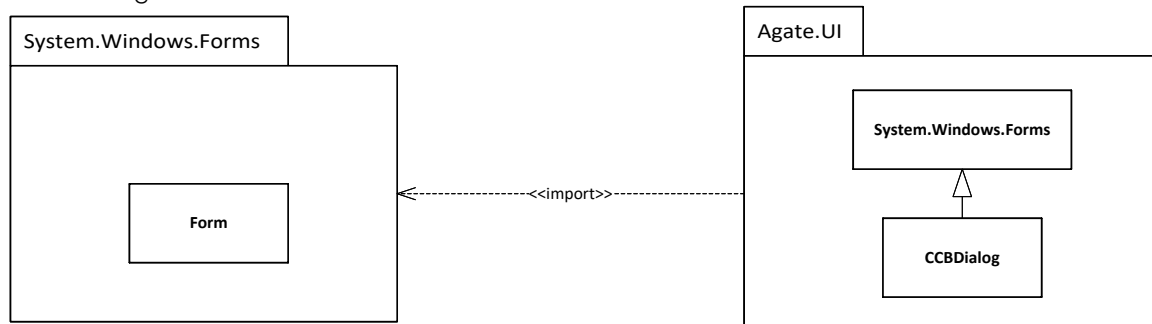 System.Windows.Forms
Form
<<import>>
Agate.UI
System.Windows.Forms
CCBDialog